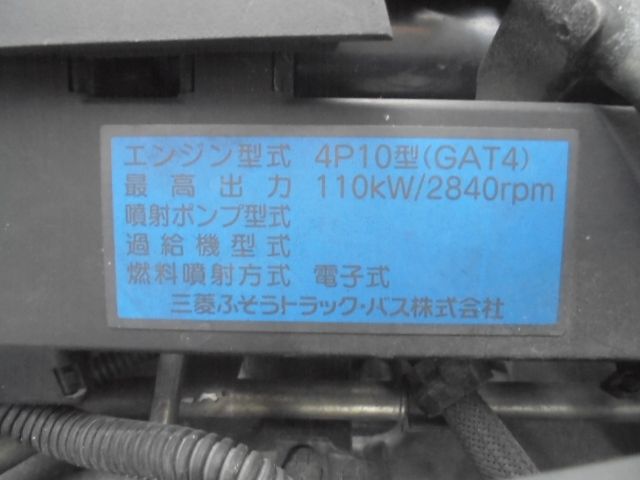 エンジン型式 4P10型(GAT4)
最高出力 110kW/2840rpm
噴射ポンプ型式
過給機型式
燃料噴射方式 電子式
三菱ふそうトラック・バス株式会社